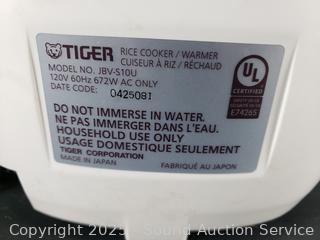 TIGER
RICE COOKER / WARMER
CUISEUR À RIZ / RÉCHAUD
MODEL NO. JBV-S10U
120V 60Hz 672W AC ONLY
DATE CODE: 042508I
UL
CERTIFIED
E74265
DO NOT IMMERSE IN WATER.
NE PAS IMMERGER DANS L'EAU.
HOUSEHOLD USE ONLY
USAGE DOMESTIQUE SEULEMENT
TIGER CORPORATION
MADE IN JAPAN
FABRIQUÉ AU JAPON
Copyright 2025 Sound Auction Service